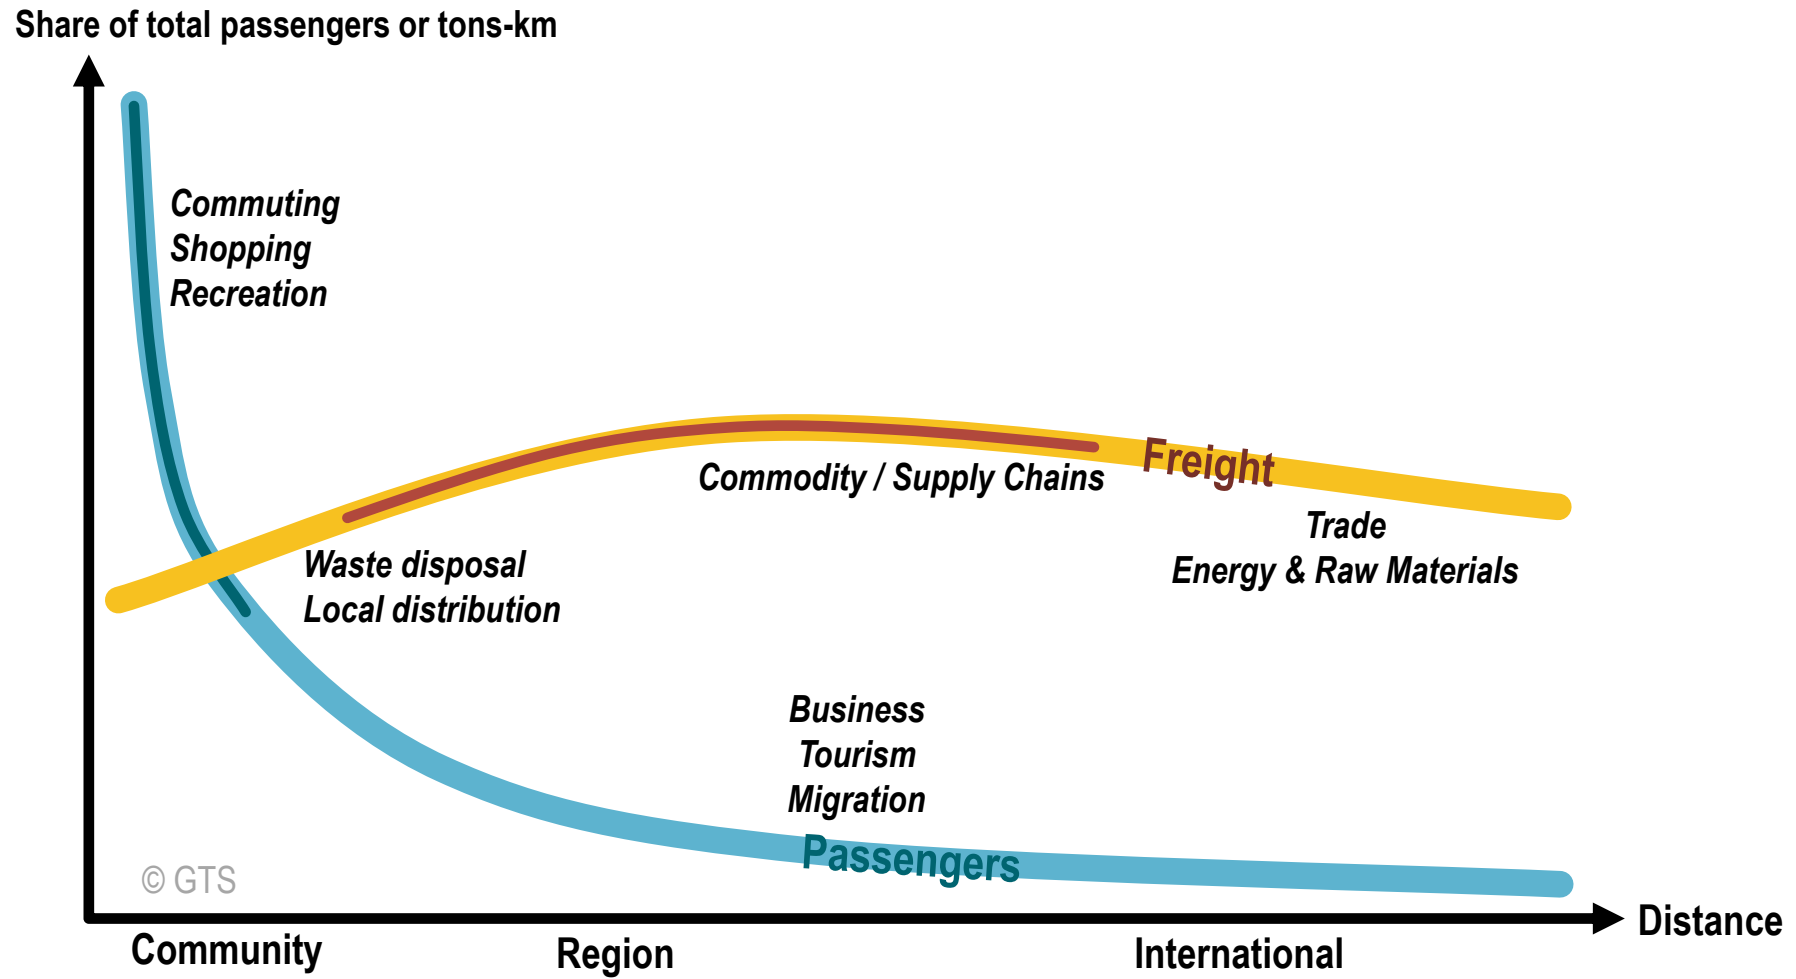 Share of total passengers or tons-km
Commuting
Shopping
Recreation
Freight
Commodity / Supply Chains
Trade
Energy & Raw Materials
Waste disposal
Local distribution
Business
Tourism
Migration
Passengers
© GTS
Distance
Community
Region
International